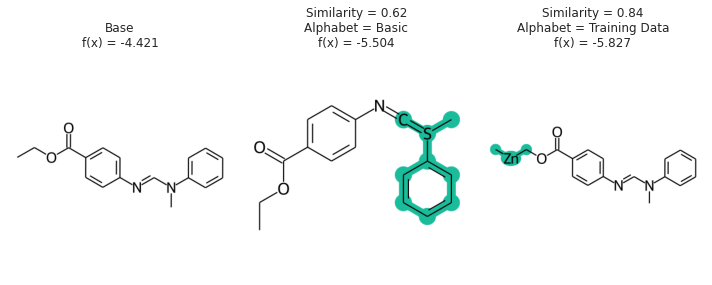 Base
f(x) = -4.421
Similarity = 0.62
Alphabet = Basic
f(x) = -5.504
Similarity = 0.84
Alphabet = Training Data
f(x) = -5.827
O
O
N
N
N
C
S
O
O
O
Zn
O
N
N